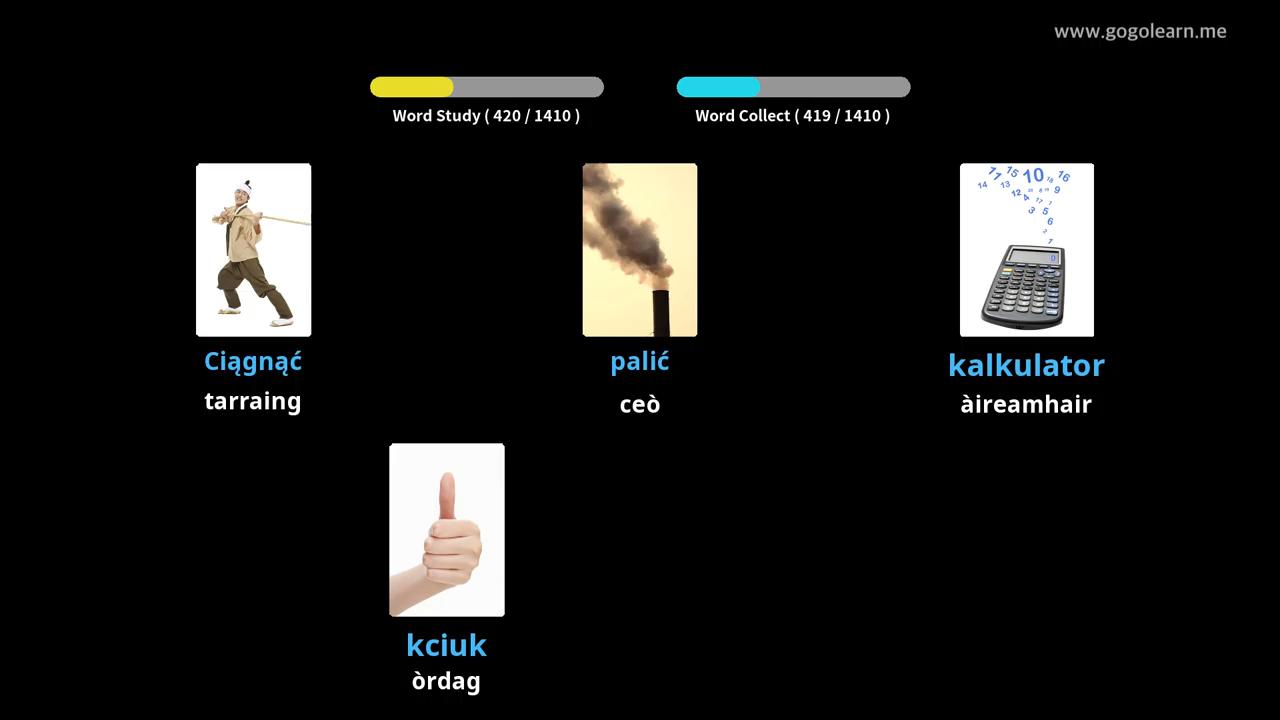 www.gogolearn.me
Word Study ( 420 / 1410 )
Word Collect ( 419 / 1410 )
Ciągnąć
tarraing
palić
ceò
kalkulator
àireamhair
kciuk
òrdag